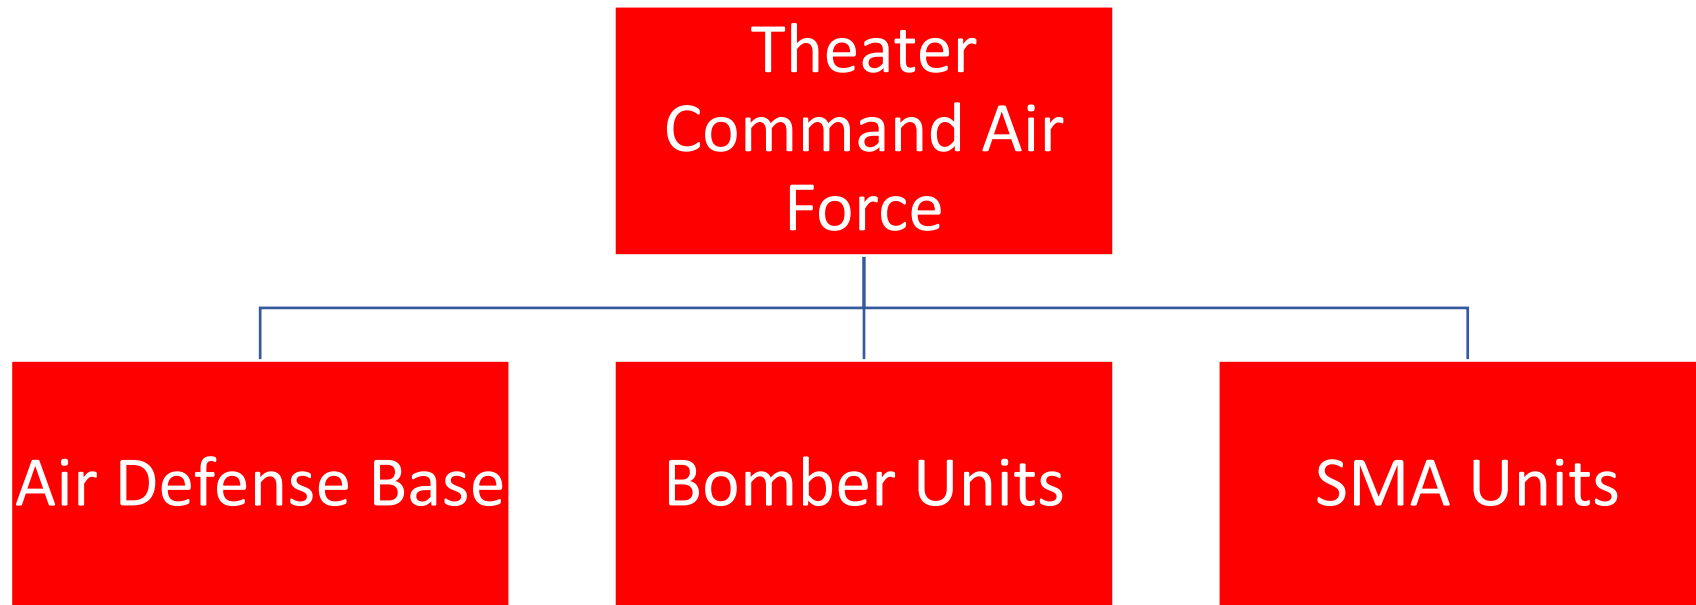 Theater
Command Air
Force
Air Defense Base
Bomber Units
SMA Units